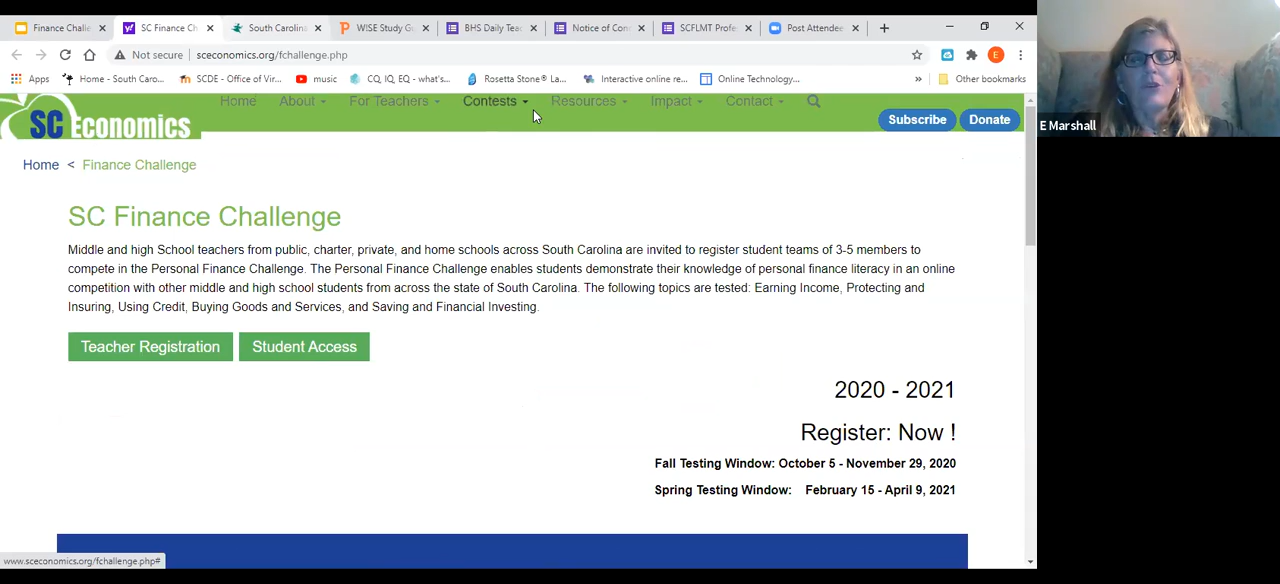 Finance Challe
SC Finance Ch
South Carolina
WISE Study G
BHS Daily Tea
Notice of Con
SCFLMT Profe
Post Attendee
Not secure
sceconomics.org/fchallenge.php
E
Apps
Home - South Caro...
SCDE - Office of Vir...
music
CQ, IQ, EQ - what's...
Rosetta Stone® La...
Interactive online re...
Online Technology...
»
Other bookmarks
SC Economics
Home
About
For Teachers
Contests
Resources
Impact
Contact
Subscribe
Donate
E Marshall
Home < Finance Challenge
SC Finance Challenge
Middle and high School teachers from public, charter, private, and home schools across South Carolina are invited to register student teams of 3-5 members to
compete in the Personal Finance Challenge. The Personal Finance Challenge enables students demonstrate their knowledge of personal finance literacy in an online
competition with other middle and high school students from across the state of South Carolina. The following topics are tested: Earning Income, Protecting and
Insuring, Using Credit, Buying Goods and Services, and Saving and Financial Investing.
Teacher Registration
Student Access
2020 - 2021
Register: Now !
Fall Testing Window: October 5 - November 29, 2020
Spring Testing Window: February 15 - April 9, 2021
www.sceconomics.org/fchallenge.php#